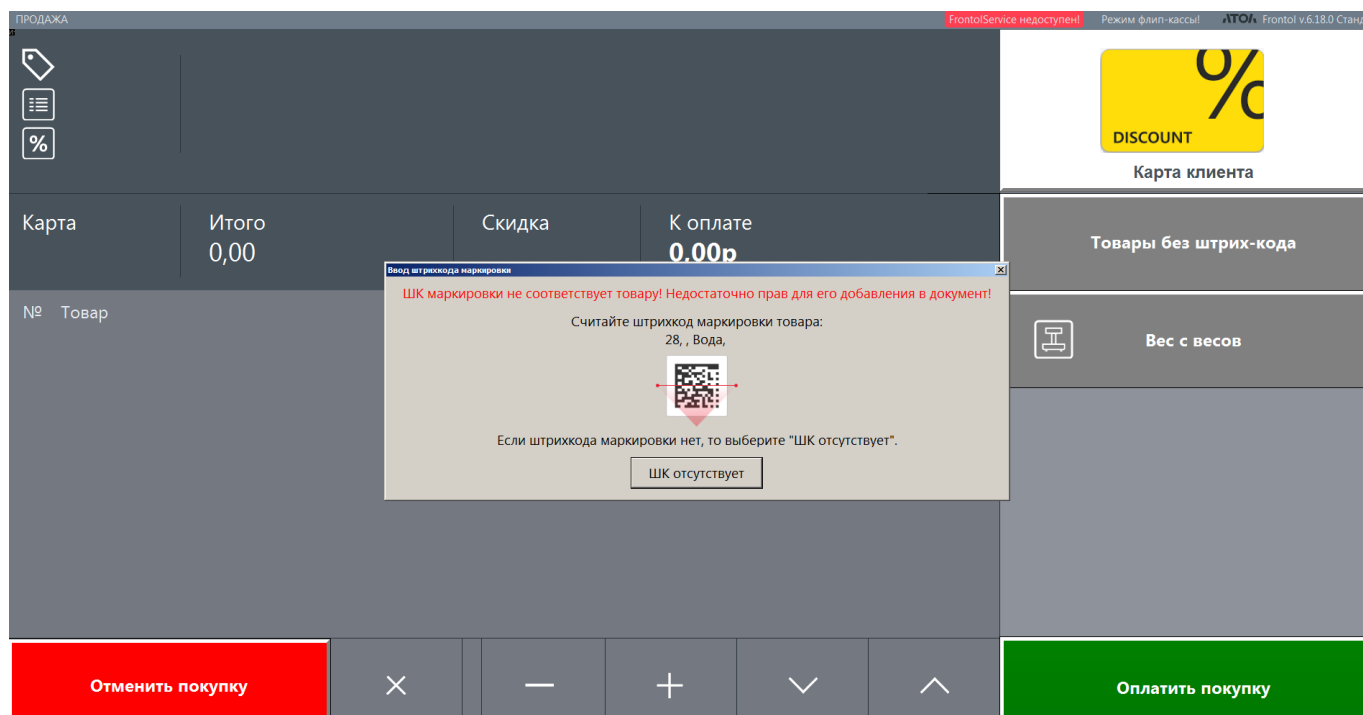 ПРОДАЖА
FrontolService недоступен!
Режим флип-кассы!
АТОЛ Frontol v.6.18.0 Станд
%
DISCOUNT
Карта клиента
%
Карта
Итого
Скидка
К оплате
0,00
0,00р
Товары без штрих-кода
Ввод штрихкода маркировки
ШК маркировки не соответствует товару! Недостаточно прав для его добавления в документ!
Считайте штрихкод маркировки товара:
28, , Вода,
Если штрихкода маркировки нет, то выберите "ШК отсутствует".
ШК отсутствует
№ Товар
Вес с весов
Отменить покупку
Оплатить покупку